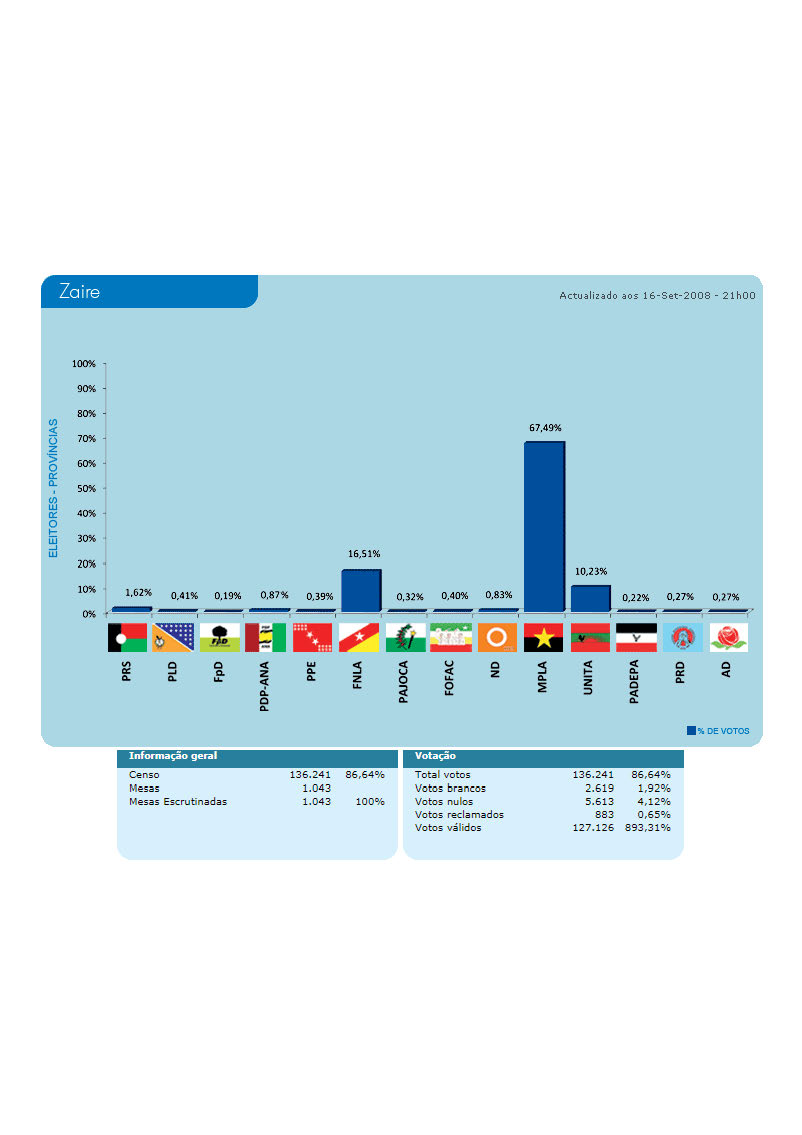 Zaire
Actualizado aos 16-Set-2008 - 21h00
ELEITORES - PROVÍNCIAS
100%
90%
80%
70%
60%
50%
40%
30%
20%
10%
0%
1,62%
0,41%
0,19%
0,87%
0,39%
16,51%
0,32%
0,40%
0,83%
67,49%
10,23%
0,22%
0,27%
0,27%
PRS
PLD
FpD
PDP-ANA
PPE
FNLA
PAJOCA
FOFAC
ND
MPLA
UNITA
PADEPA
PRD
AD
% DE VOTOS
Informação geral
Censo 136.241 86,64%
Mesas 1.043
Mesas Escrutinadas 1.043 100%
Votação
Total votos 136.241 86,64%
Votos brancos 2.619 1,92%
Votos nulos 5.613 4,12%
Votos reclamados 883 0,65%
Votos válidos 127.126 893,31%